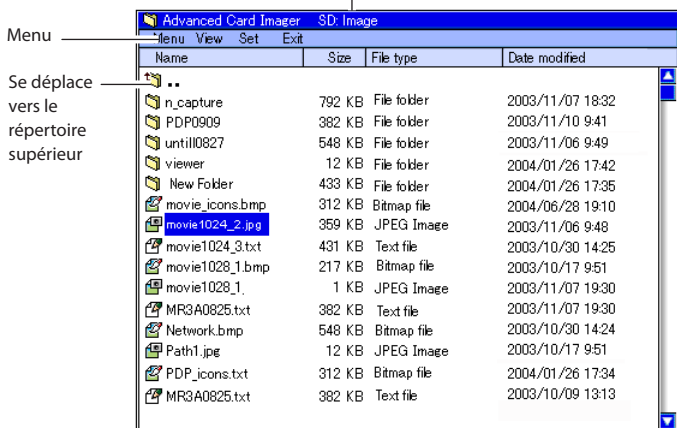 Advanced Card Imager SD: Image
Menu
Menu View Set Exit
Name Size File type Date modified
Se déplace
vers le
répertoire
supérieur
..
n_capture 792 KB File folder 2003/11/07 18:32
PDP0909 382 KB File folder 2003/11/10 9:41
untill0827 548 KB File folder 2003/11/06 9:49
viewer 12 KB File folder 2004/01/26 17:42
New Folder 433 KB File folder 2004/01/26 17:35
movie_icons.bmp 312 KB Bitmap file 2004/06/28 19:10
movie1024_2.jpg 359 KB JPEG Image 2003/11/06 9:48
movie1024_3.txt 431 KB Text file 2003/10/30 14:25
movie1028_1.bmp 217 KB Bitmap file 2003/10/17 9:51
movie1028_1. 1 KB JPEG Image 2003/11/07 19:30
MR3A0825.txt 382 KB Text file 2003/11/07 19:30
Network.bmp 548 KB Bitmap file 2003/10/30 14:24
Path1.jpg 12 KB JPEG Image 2003/10/17 9:51
PDP_icons.txt 312 KB Bitmap file 2004/01/26 17:34
MR3A0825.txt 382 KB Text file 2003/10/09 13:13